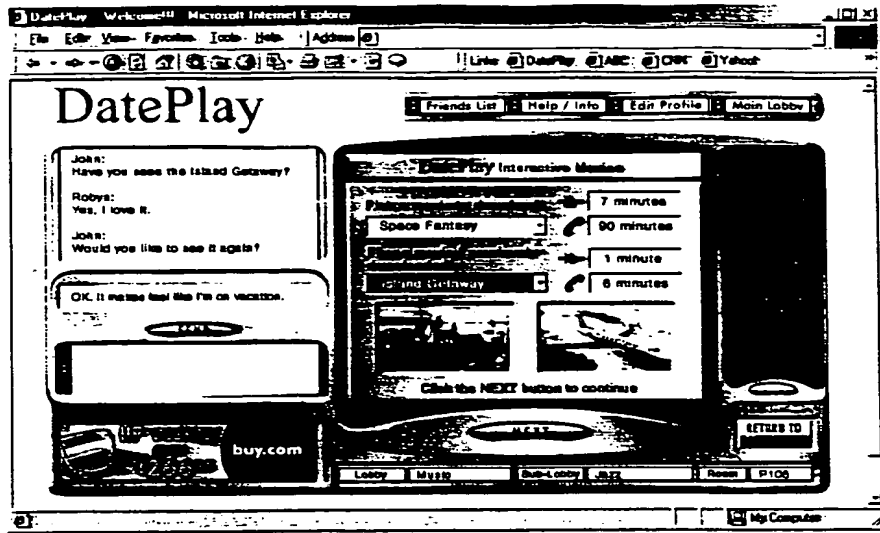 DatePlay Welcome!!! Microsoft Internet Explorer
File Edit View Favorites Tools Help Address
Links DatePlay ABC CNN Yahoo!
DatePlay
Friends List Help / Info Edit Profile Main Lobby
John:
Have you seen the Island Getaway?
Robyn:
Yes, I love it.
John:
Would you like to see it again?
OK. It makes feel like I'm on vacation.
SEND
DatePlay Interactive Movies
7 minutes
Space Fantasy
90 minutes
1 minute
Island Getaway
6 minutes
Click the NEXT button to continue
NEXT
RETURN TO
buy.com
Lobby Music Sub-Lobby Jazz Room P106
My Computer